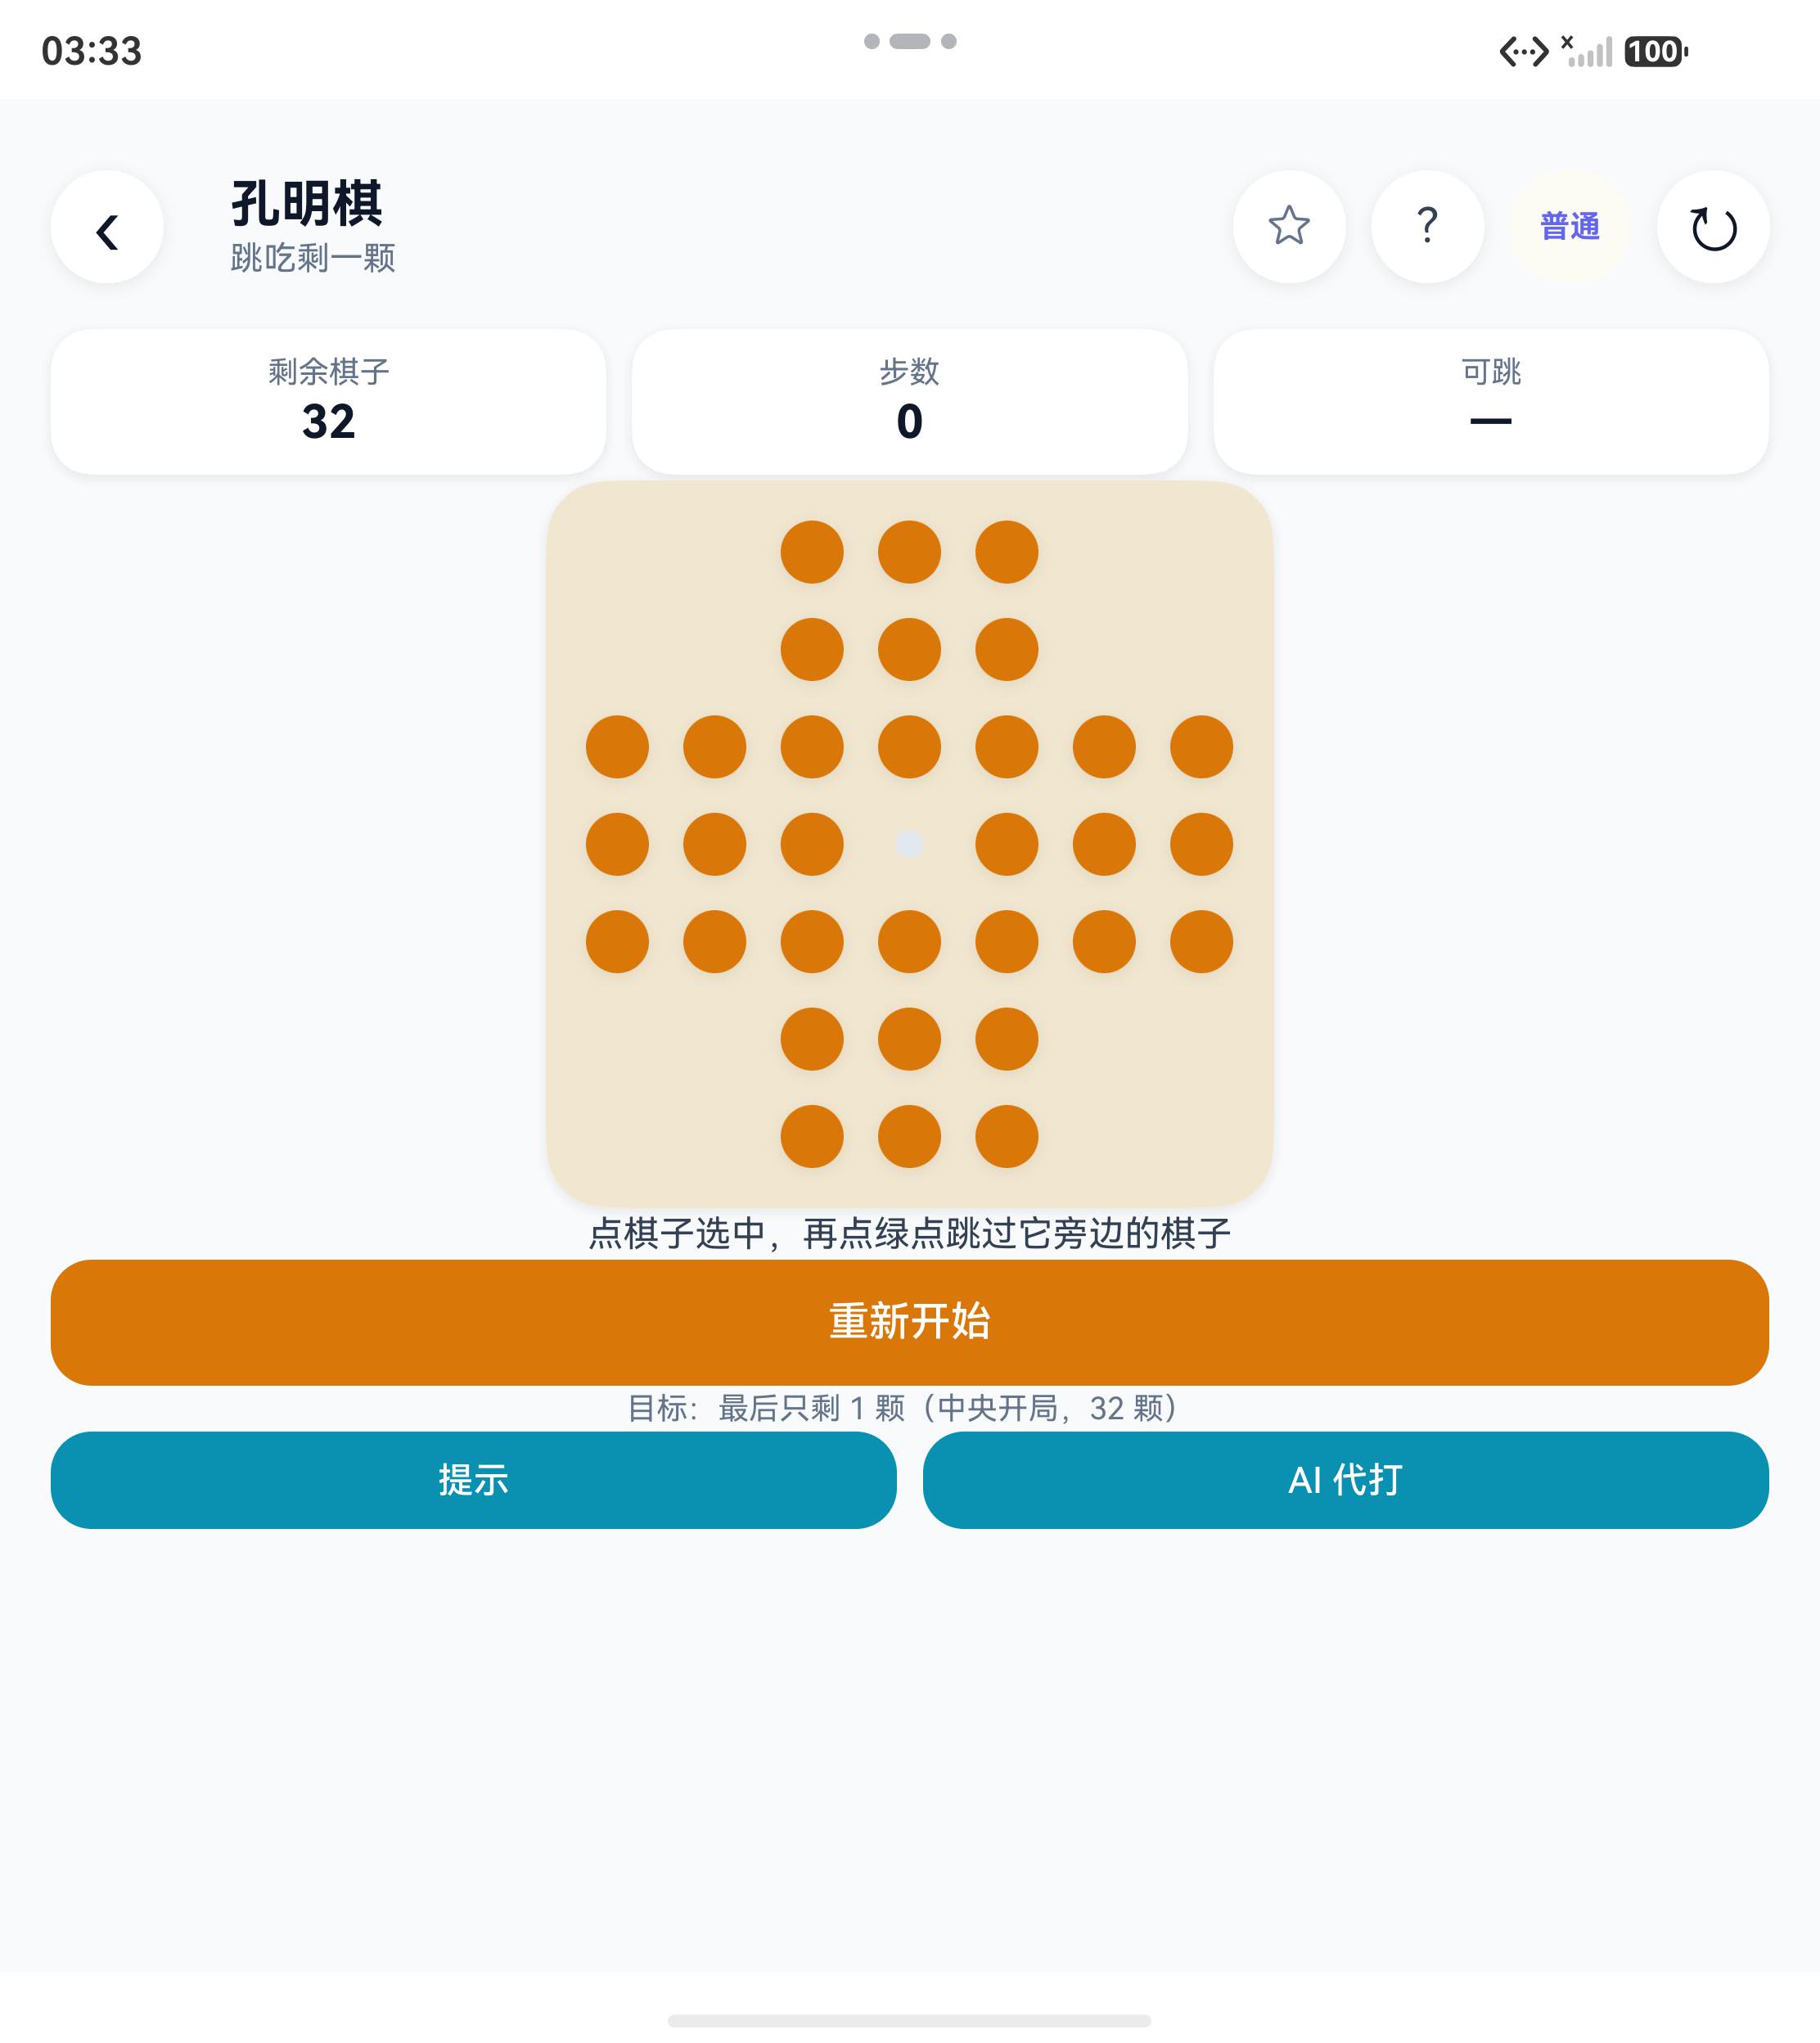 03:33
100
孔明棋
跳吃剩一颗
?
普通
剩余棋子
32
步数
0
可跳
—
点棋子选中，再点绿点跳过它旁边的棋子
重新开始
目标：最后只剩 1 颗（中央开局，32 颗）
提示
AI 代打